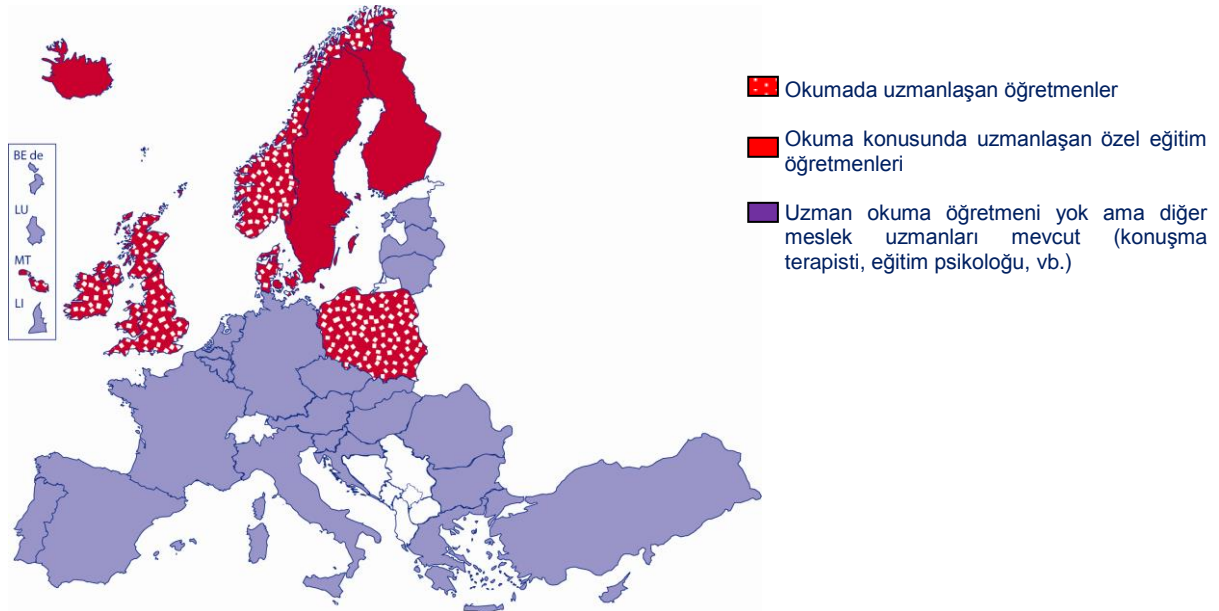 BE de
LU
MT
LI
Okumada uzmanlaşan öğretmenler
Okuma konusunda uzmanlaşan özel eğitim
öğretmenleri
Uzman okuma öğretmeni yok ama diğer
meslek uzmanları mevcut (konuşma
terapisti, eğitim psikoloğu, vb.)